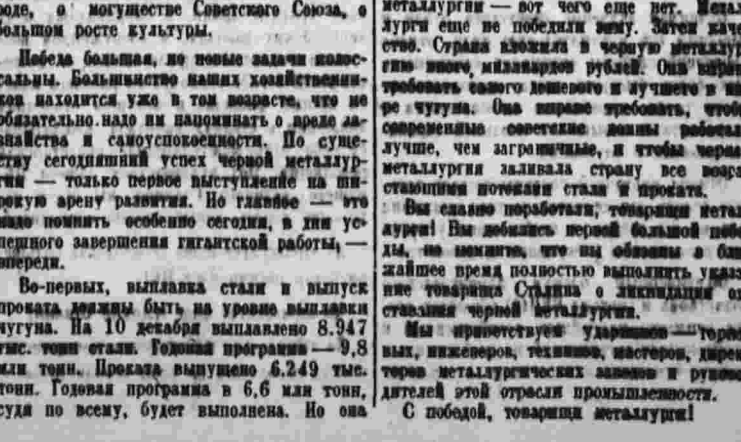 роде, о могуществе Советского Союза, о
большом росте культуры.
Победа большая, но новые задачи колос-
сальны. Большинство наших хозяйственни-
ков находится уже в том возрасте, что не
обязательно надо им напоминать о вреде за-
знайства и самоуспокоенности. По суще-
ству сегодняшний успех черной металлур-
гии — только первое выступление на ши-
рокую арену развития. Но главное — это
надо помнить особенно сегодня, в дни ус-
пешного завершения гигантской работы, —
впереди.
Во-первых, выплавка стали и выпуск
проката должны быть на уровне выплавки
чугуна. На 10 декабря выплавлено 8.947
тыс. тонн стали. Годовая программа — 9,8
млн тонн. Проката выпущено 6.249 тыс.
тонн. Годовая программа в 6,6 млн тонн,
судя по всему, будет выполнена. Но она
металлургии — вот чего еще нет. Метал
лурги еще не победили зиму. Затем каче
ство. Страна вложила в черную металлур
гию много миллиардов рублей. Она вправе
требовать самого дешевого и лучшего в ми
ре чугуна. Она вправе требовать, чтобы
современные советские домны работал
лучше, чем заграничные, и чтобы черна
металлургия заливала страну все возра
стающими потоками стали и проката.
Вы славно поработали, товарищи метал
лурги! Вы добились первой большой побе
ды, но помните, что вы обязаны в бли
жайшее время полностью выполнить указа
ние товарища Сталина о ликвидации от
ставания черной металлургии.
Мы приветствуем ударников — горно
вых, инженеров, техников, мастеров, дирек
торов металлургических заводов и руково
дителей этой отрасли промышленности.
С победой, товарищи металлурги!